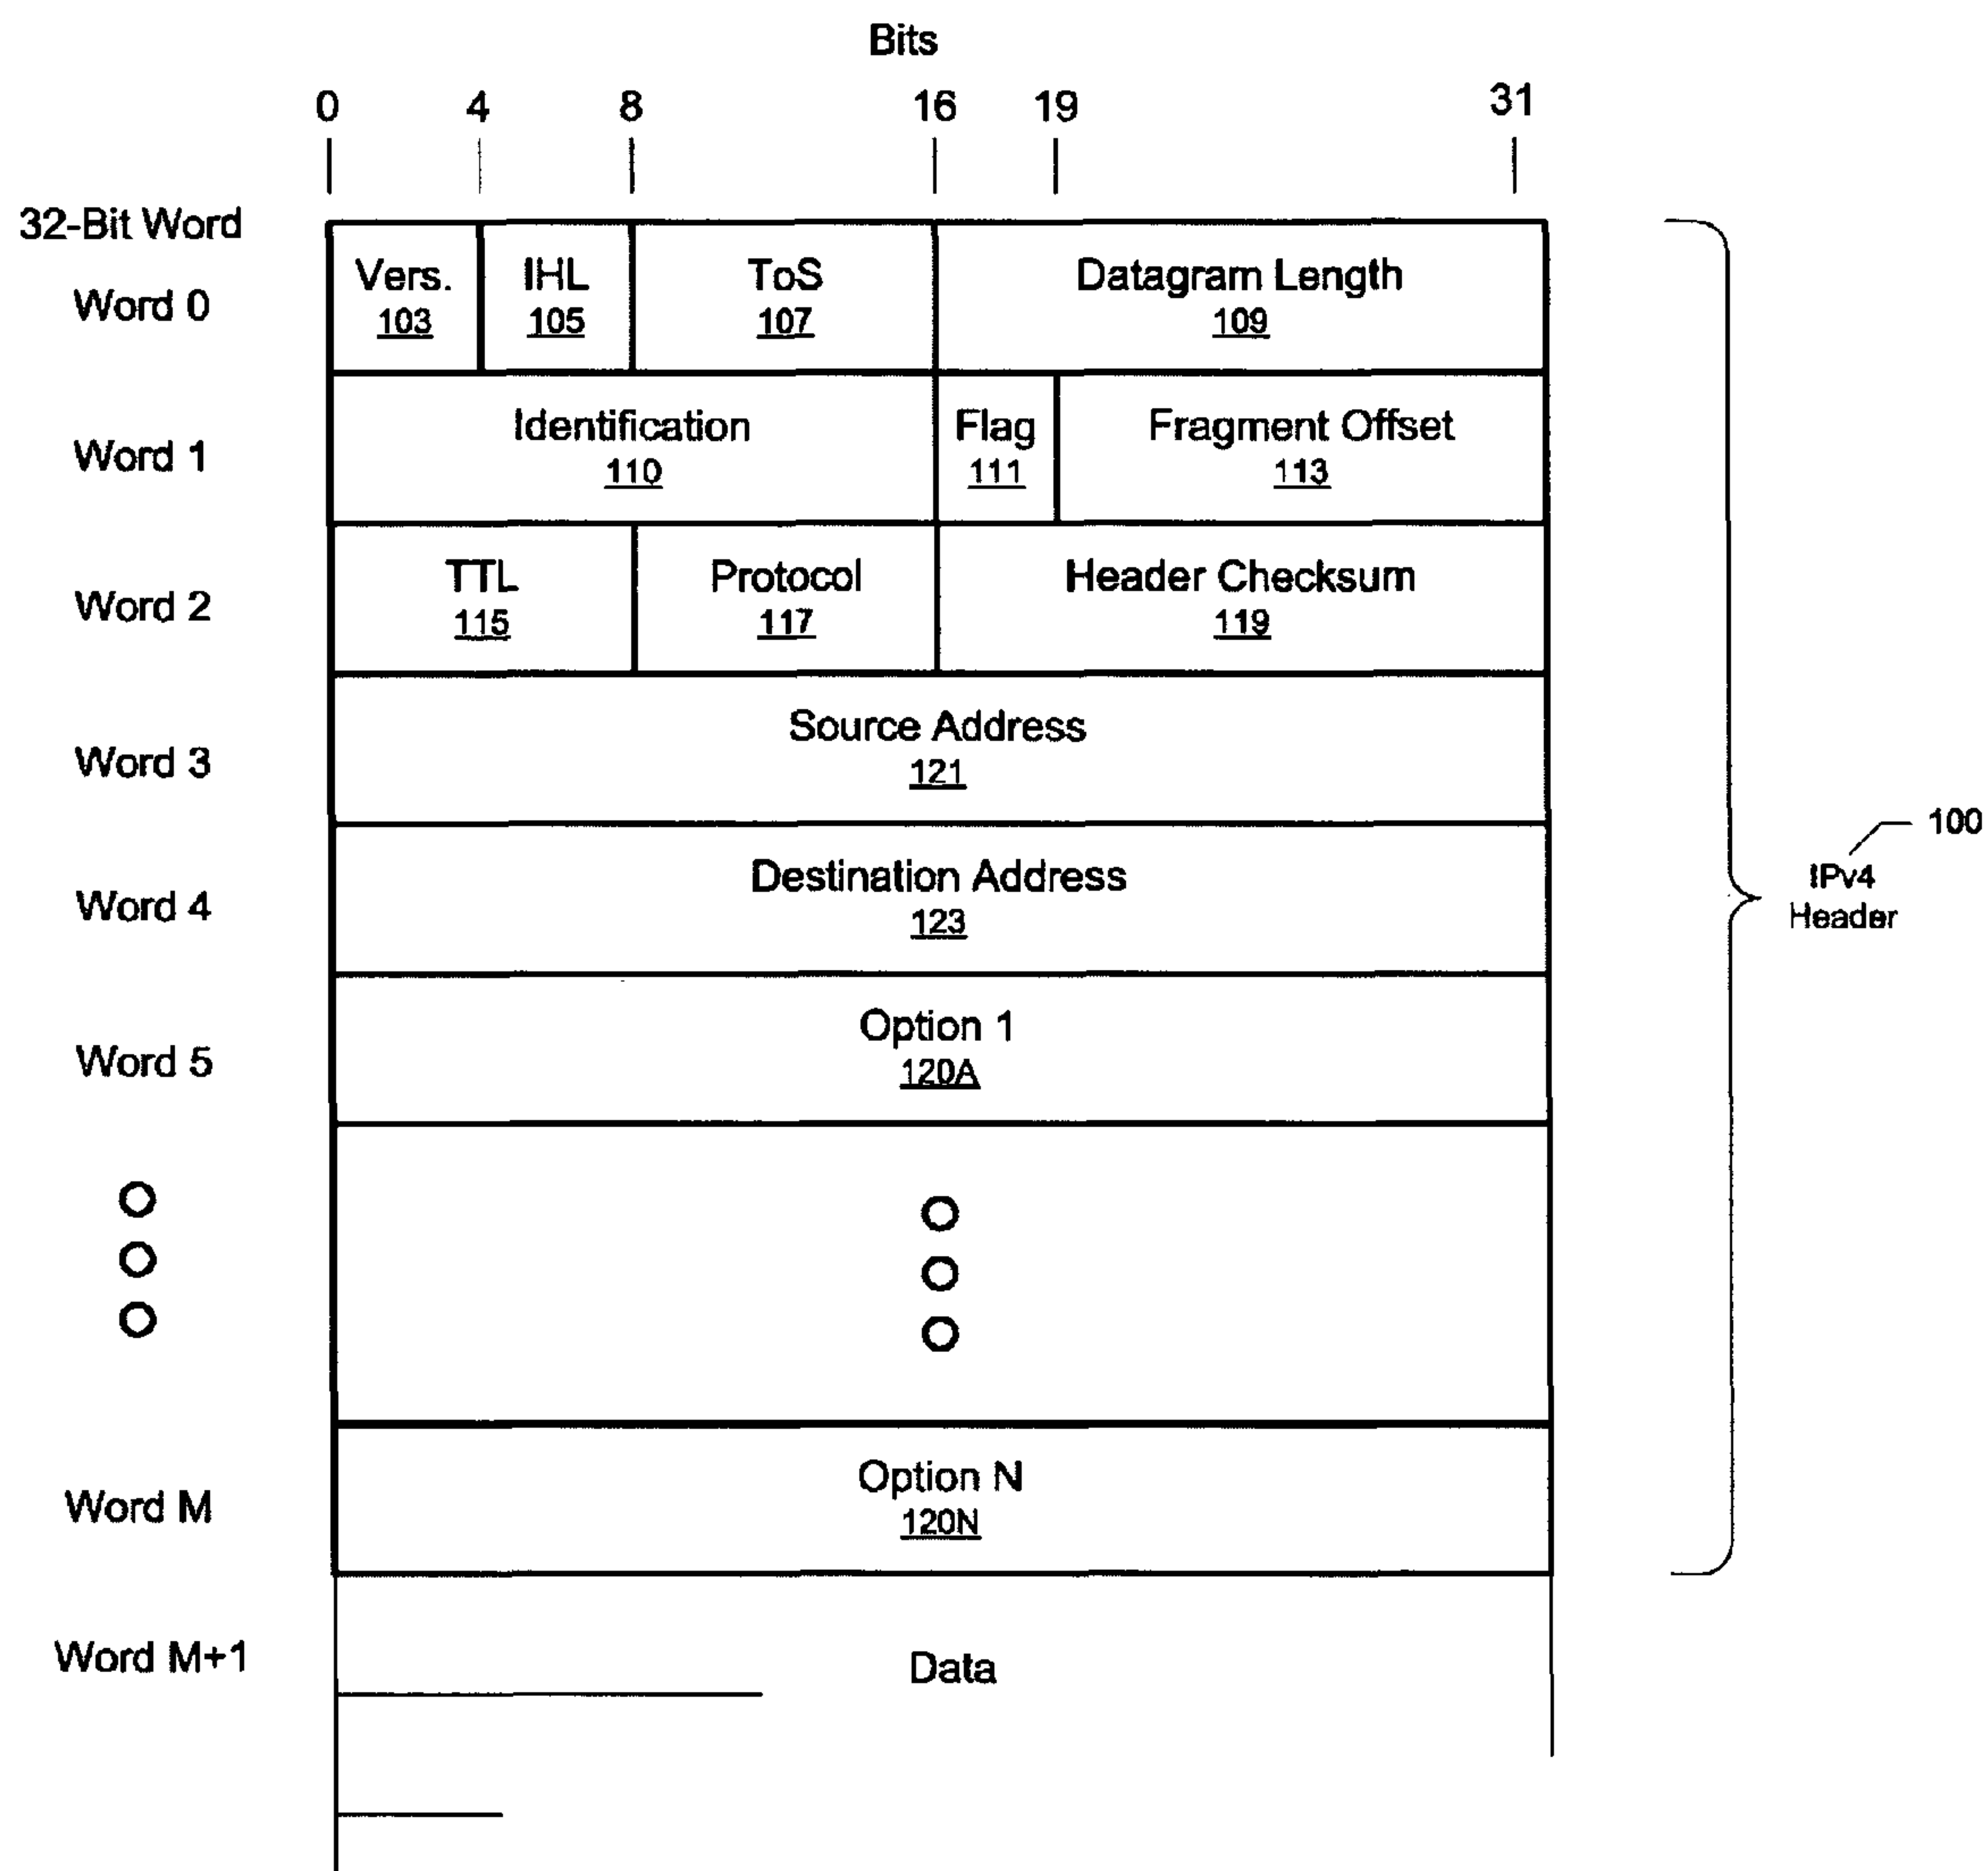 Bits
0 4 8 16 19 31
32-Bit Word
Word 0
Vers. IHL ToS Datagram Length
103 105 107 109
Word 1
Identification Flag Fragment Offset
110 111 113
Word 2
TTL Protocol Header Checksum
115 117 119
Word 3
Source Address
121
Word 4
Destination Address
123
100
IPv4
Header
Word 5
Option 1
120A
Word M
Option N
120N
Word M+1
Data